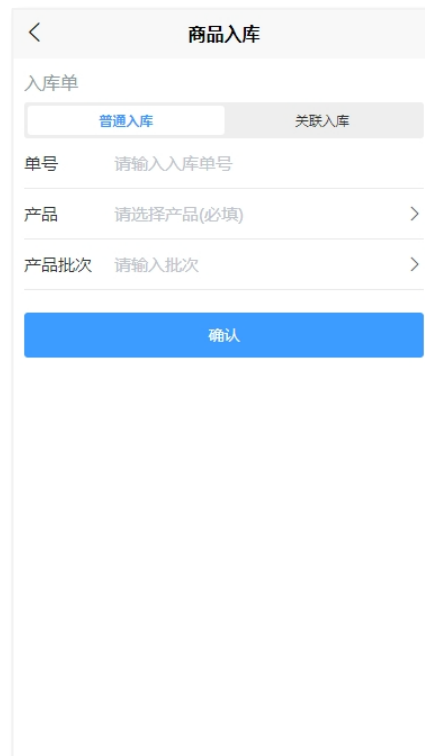 商品入库
入库单
普通入库 关联入库
单号 请输入入库单号
产品 请选择产品(必填)
产品批次 请输入批次
确认